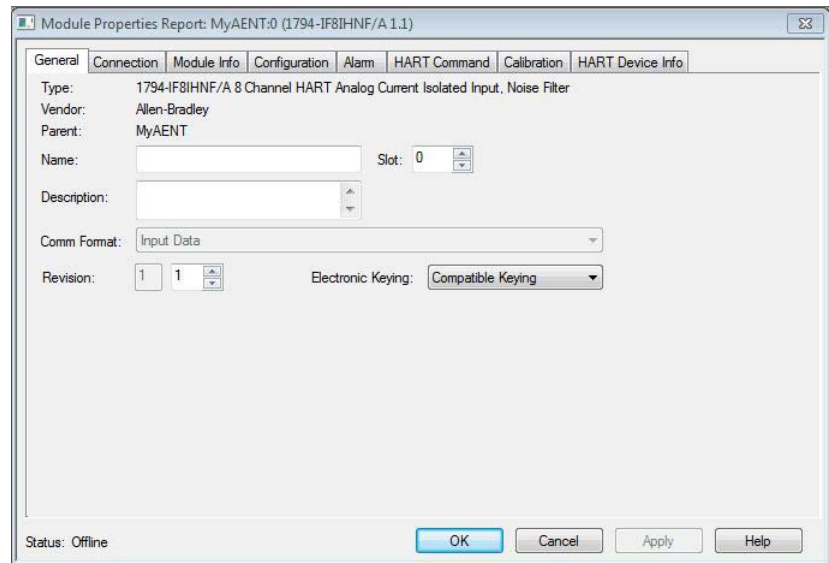 Module Properties Report: MyAENT:0 (1794-IF8IHNF/A 1.1)
General Connection Module Info Configuration Alarm HART Command Calibration HART Device Info
Type: 1794-IF8IHNF/A 8 Channel HART Analog Current Isolated Input, Noise Filter
Vendor: Allen-Bradley
Parent: MyAENT
Name: Slot: 0
Description:
Comm Format: Input Data
Revision: 1 1 Electronic Keying: Compatible Keying
Status: Offline OK Cancel Apply Help